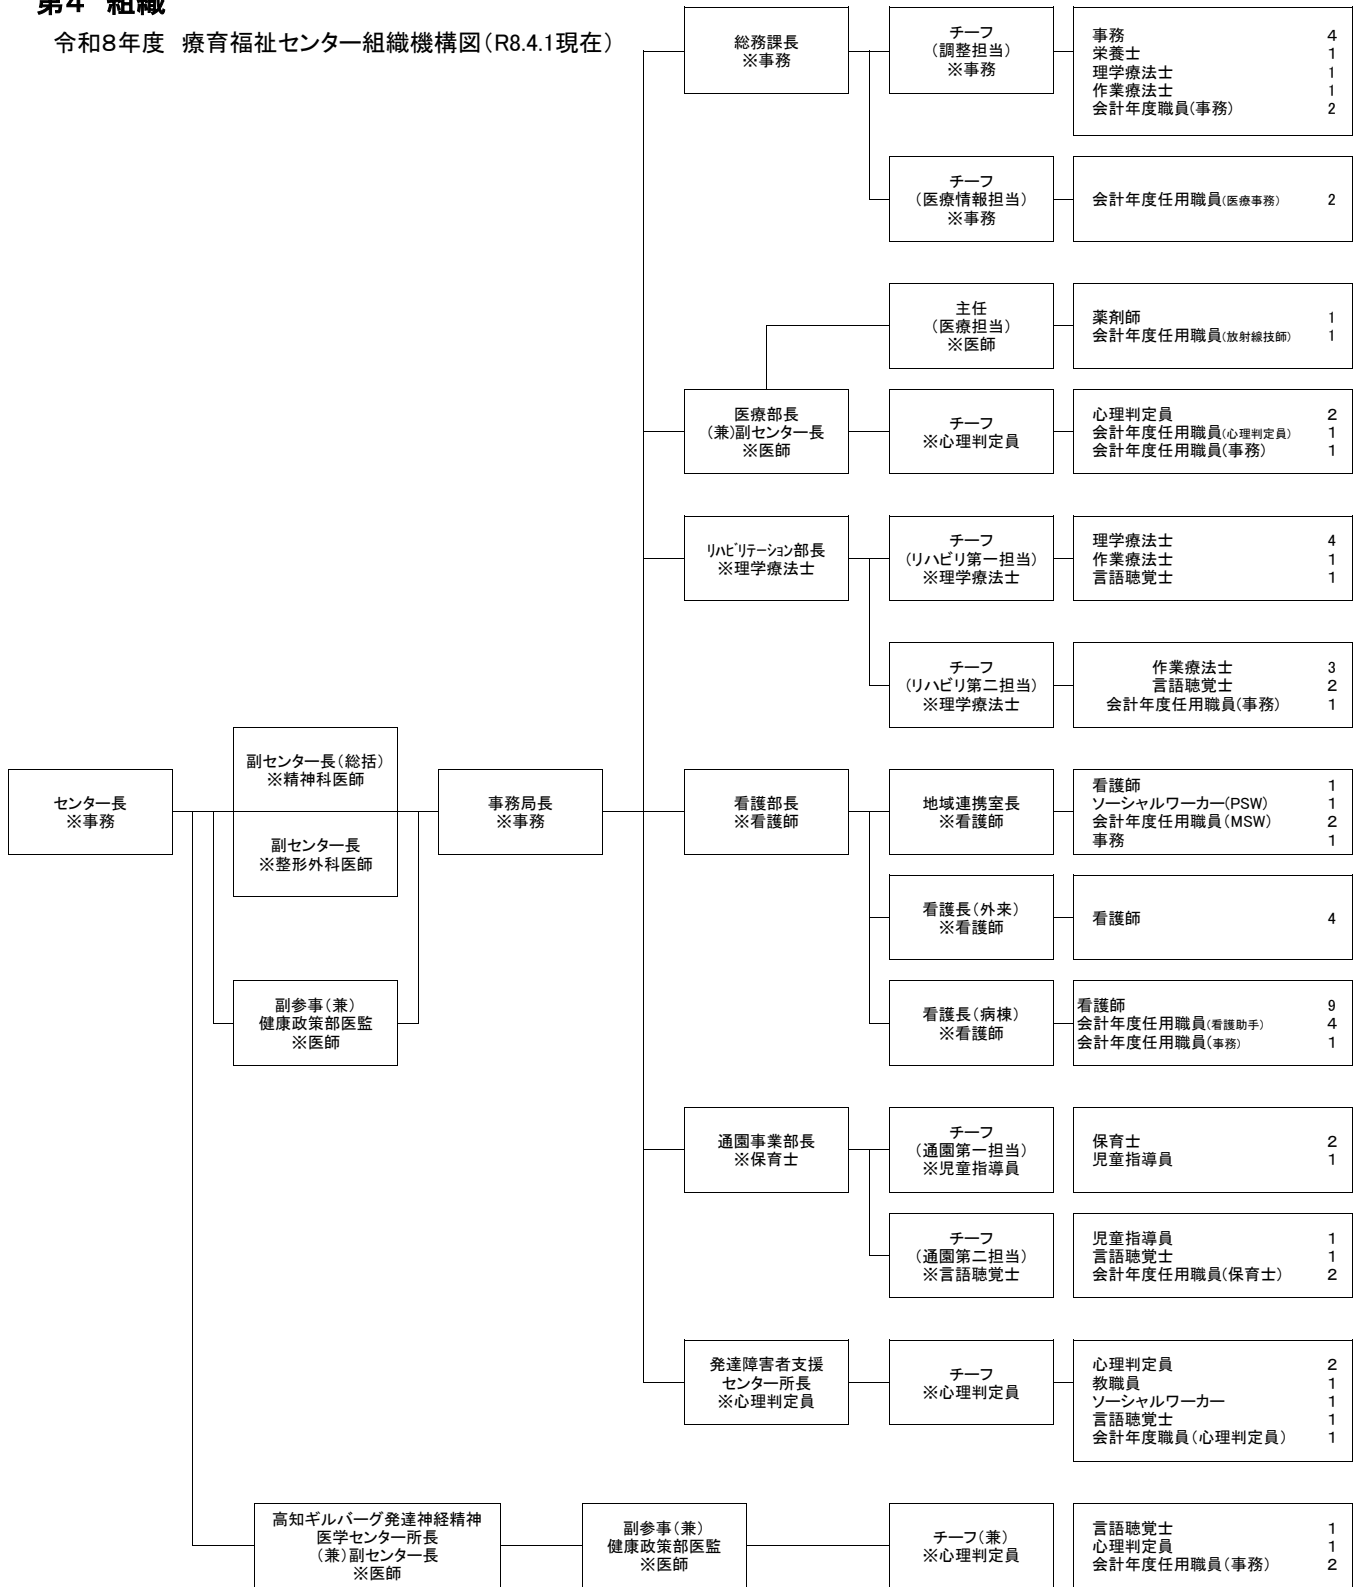 第4　組織
令和8年度　療育福祉センター組織機構図(R8.4.1現在)
総務課長
※事務
チーフ
(調整担当)
※事務
事務 4
栄養士 1
理学療法士 1
作業療法士 1
会計年度職員(事務) 2
チーフ
(医療情報担当)
※事務
会計年度任用職員(医療事務) 2
主任
(医療担当)
※医師
薬剤師 1
会計年度任用職員(放射線技師) 1
医療部長
(兼)副センター長
※医師
チーフ
※心理判定員
心理判定員 2
会計年度任用職員(心理判定員) 1
会計年度任用職員(事務) 1
ﾘﾊﾋﾞﾘﾃｰｼｮﾝ部長
※理学療法士
チーフ
(リハビリ第一担当)
※理学療法士
理学療法士 4
作業療法士 1
言語聴覚士 1
チーフ
(リハビリ第二担当)
※理学療法士
作業療法士 3
言語聴覚士 2
会計年度任用職員(事務) 1
センター長
※事務
副センター長(総括)
※精神科医師
副センター長
※整形外科医師
事務局長
※事務
看護部長
※看護師
地域連携室長
※看護師
看護師 1
ソーシャルワーカー(PSW) 1
会計年度任用職員(MSW) 2
事務 1
看護長(外来)
※看護師
看護師 4
副参事(兼)
健康政策部医監
※医師
看護長(病棟)
※看護師
看護師 9
会計年度任用職員(看護助手) 4
会計年度任用職員(事務) 1
通園事業部長
※保育士
チーフ
(通園第一担当)
※児童指導員
保育士 2
児童指導員 1
チーフ
(通園第二担当)
※言語聴覚士
児童指導員 1
言語聴覚士 1
会計年度任用職員(保育士) 2
発達障害者支援
センター所長
※心理判定員
チーフ
※心理判定員
心理判定員 2
教職員 1
ソーシャルワーカー 1
言語聴覚士 1
会計年度職員(心理判定員) 1
高知ギルバーグ発達神経精神
医学センター所長
(兼)副センター長
※医師
副参事(兼)
健康政策部医監
※医師
チーフ(兼)
※心理判定員
言語聴覚士 1
心理判定員 1
会計年度任用職員(事務) 2